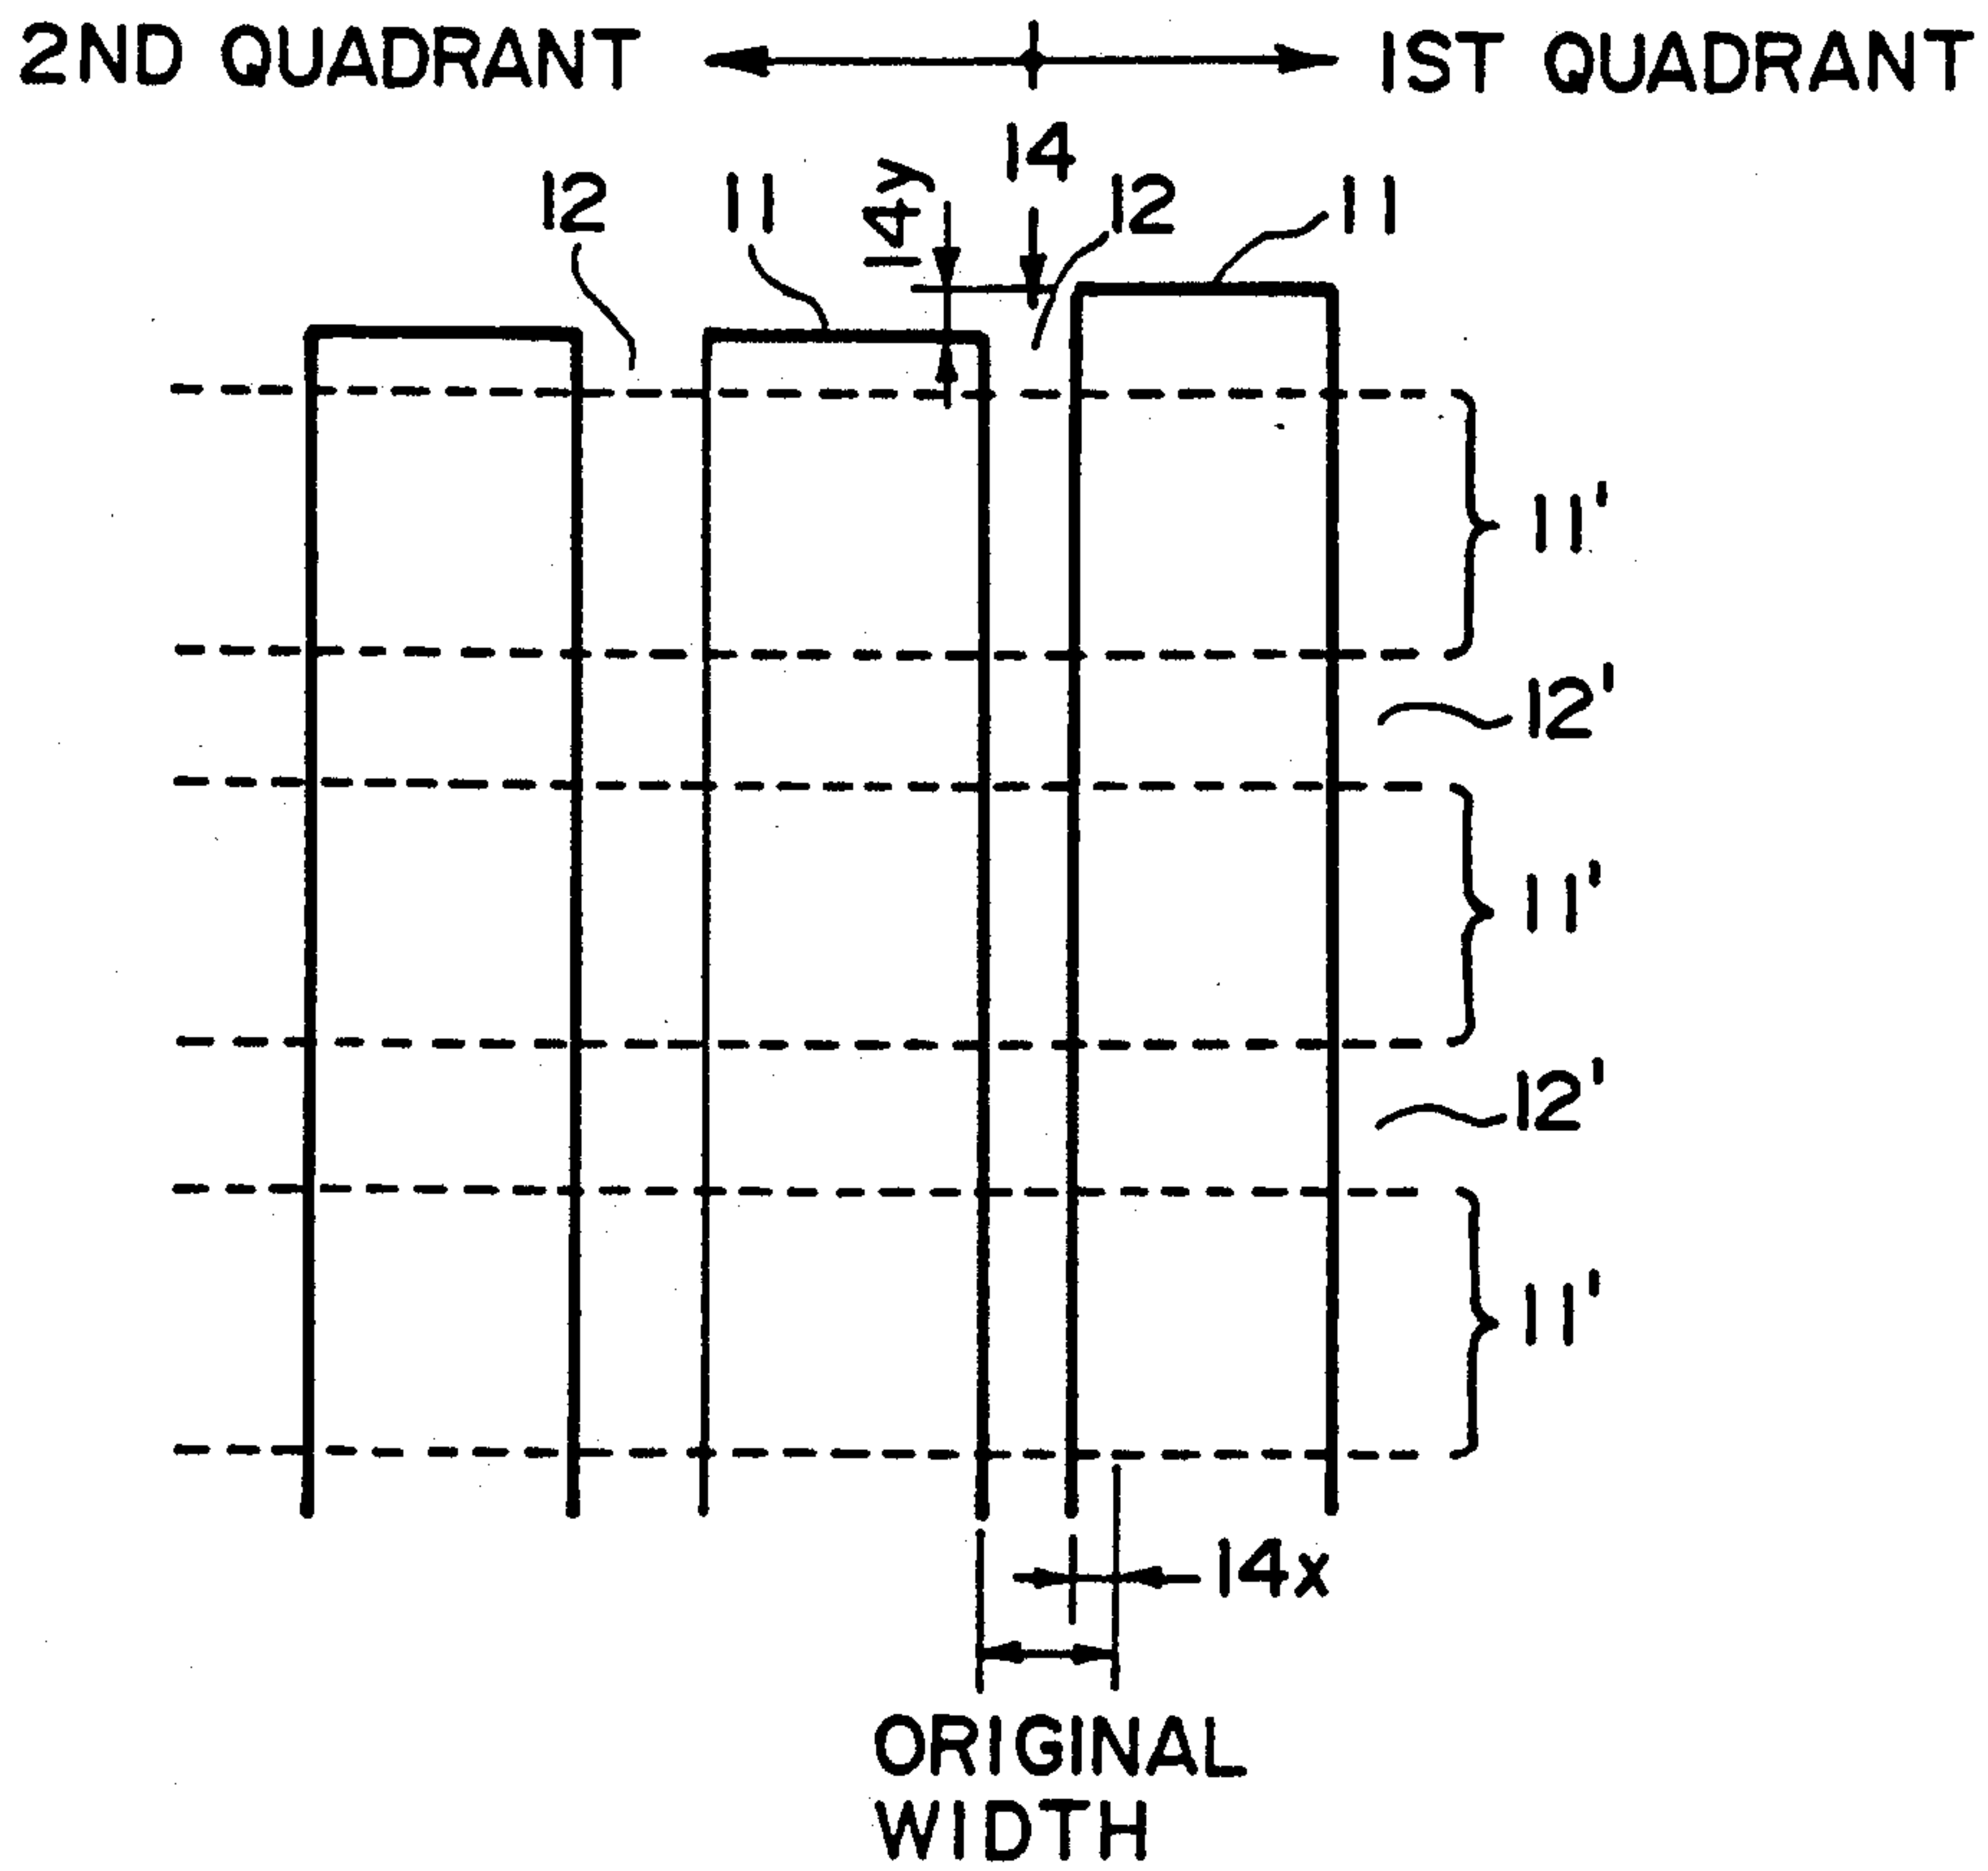 2ND QUADRANT
1ST QUADRANT
14
12
11
14y
12
11
11'
12'
11'
12'
11'
14x
ORIGINAL
WIDTH